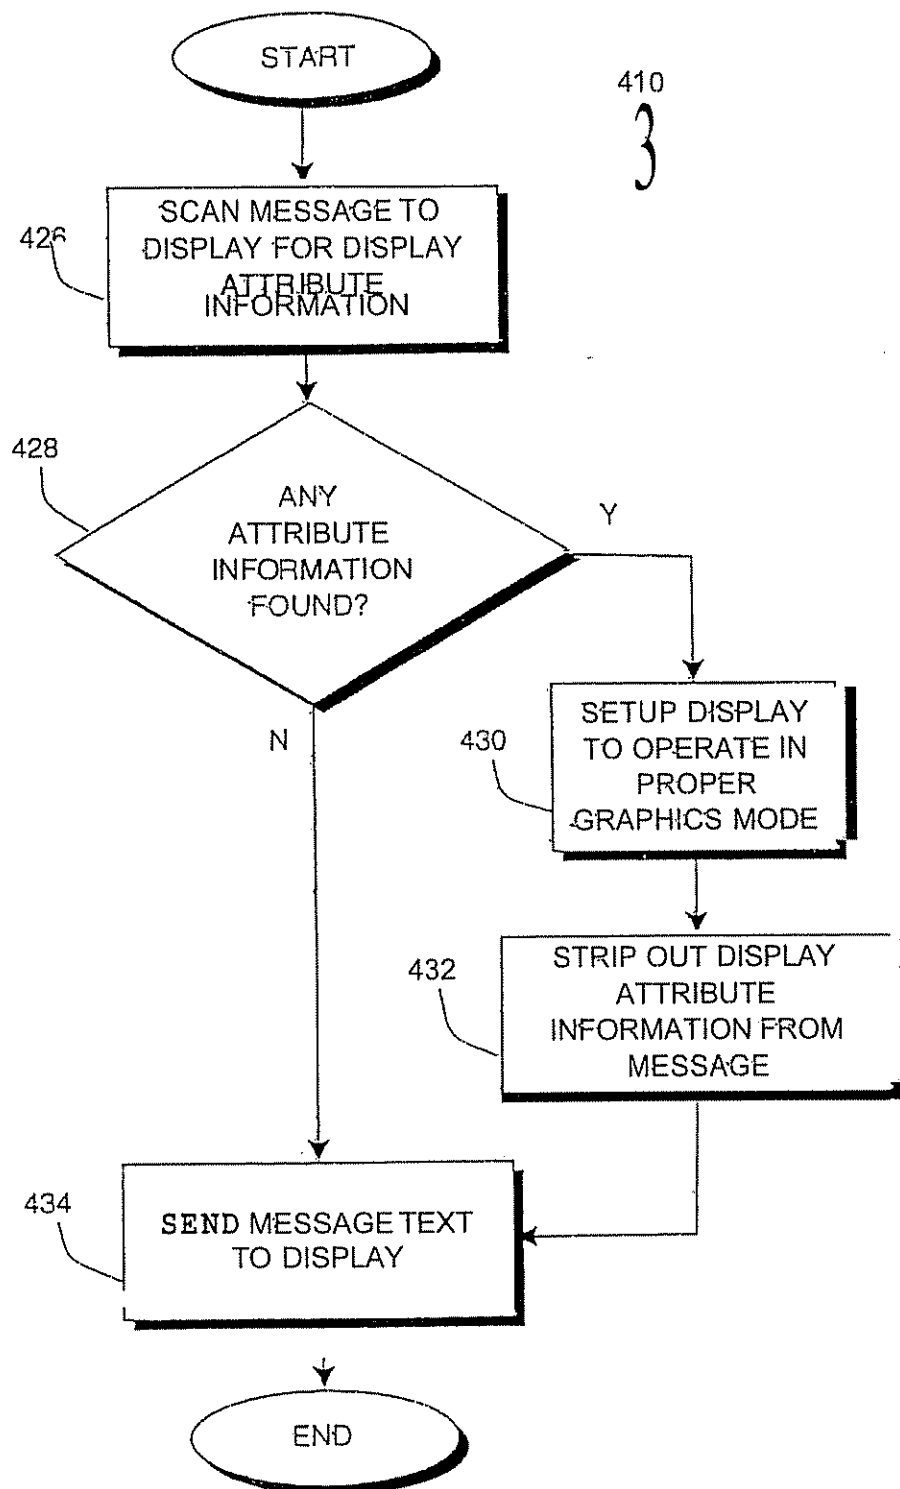 START
410
3
SCAN MESSAGE TO
DISPLAY FOR DISPLAY
ATTRIBUTE
INFORMATION
426
428
ANY
ATTRIBUTE
INFORMATION
FOUND?
Y
N
SETUP DISPLAY
TO OPERATE IN
PROPER
GRAPHICS MODE
430
STRIP OUT DISPLAY
ATTRIBUTE
INFORMATION FROM
MESSAGE
432
434
SEND MESSAGE TEXT
TO DISPLAY
END